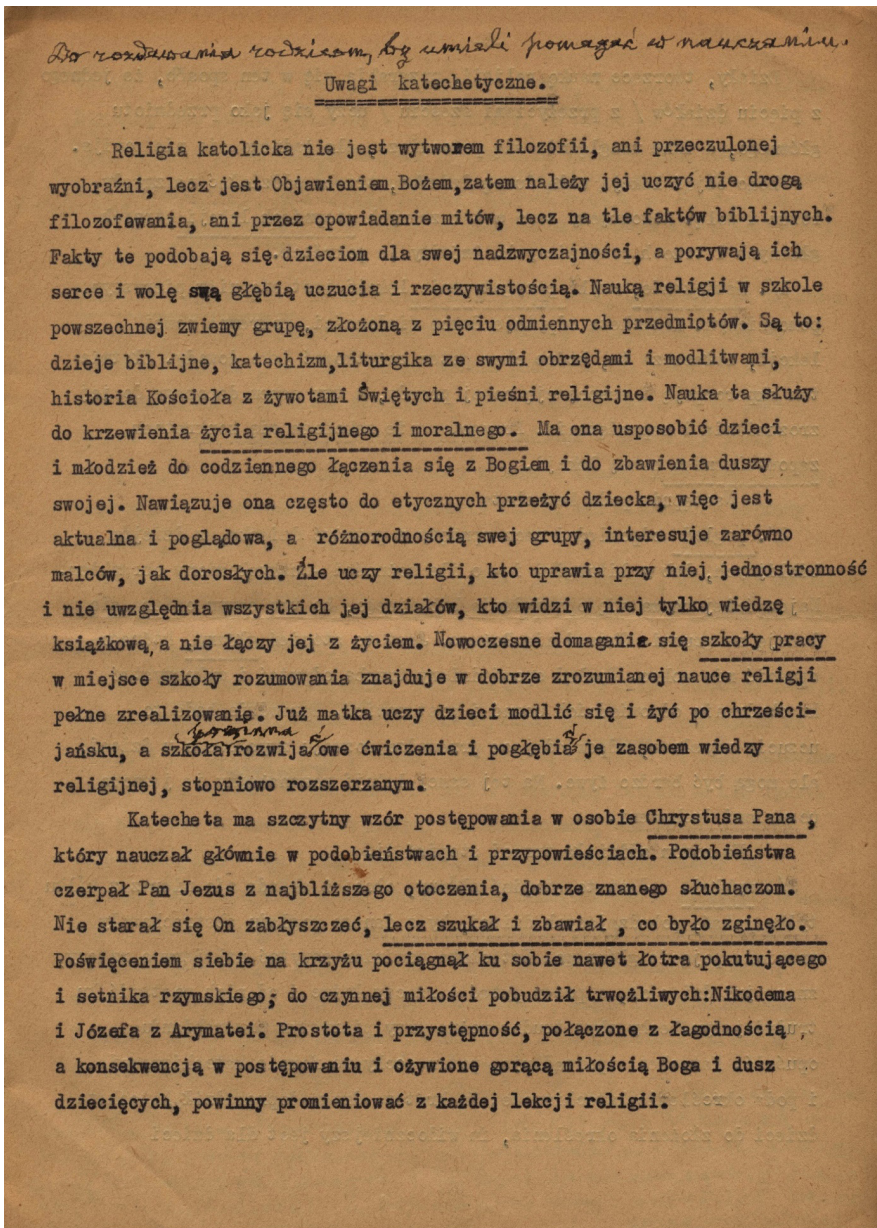 Do rozdawania rodzicom, by umieli pomagać w nauczaniu.
Uwagi katechetyczne.
Religia katolicka nie jest wytworem filozofii, ani przeczulonej
wyobraźni, lecz jest Objawieniem Bożem,zatem należy jej uczyć nie drogą
filozofowania, ani przez opowiadanie mitów, lecz na tle faktów biblijnych.
Fakty te podobają się dzieciom dla swej nadzwyczajności, a porywają ich
serce i wolę swą głębią uczucia i rzeczywistością. Nauką religji w szkole
powszechnej zwiemy grupę, złożoną z pięciu odmiennych przedmiotów. Są to:
dzieje biblijne, katechizm,liturgika ze swymi obrzędami i modlitwami,
historia Kościoła z żywotami Świętych i pieśni religijne. Nauka ta służy
do krzewienia życia religijnego i moralnego. Ma ona usposobić dzieci
i młodzież do codziennego łączenia się z Bogiem i do zbawienia duszy
swojej. Nawiązuje ona często do etycznych przeżyć dziecka, więc jest
aktualna i poglądowa, a różnorodnością swej grupy, interesuje zarówno
malców, jak dorosłych. Źle uczy religii, kto uprawia przy niej jednostronność
i nie uwzględnia wszystkich jej działów, kto widzi w niej tylko wiedzę
książkową, a nie łączy jej z życiem. Nowoczesne domaganie się szkoły pracy
w miejsce szkoły rozumowania znajduje w dobrze zrozumianej nauce religji
pełne zrealizowanie. Już matka uczy dzieci modlić się i żyć po chrześci-
powinna
jańsku, a szkoła rozwijać owe ćwiczenia i pogłębiać je zasobem wiedzy
religijnej, stopniowo rozszerzanym.
Katecheta ma szczytny wzór postępowania w osobie Chrystusa Pana ,
który nauczał głównie w podobieństwach i przypowieściach. Podobieństwa
czerpał Pan Jezus z najbliższego otoczenia, dobrze znanego słuchaczom.
Nie starał się On zabłyszczeć, lecz szukał i zbawiał , co było zginęło.
Poświęceniem siebie na krzyżu pociągnął ku sobie nawet łotra pokutującego
i setnika rzymskiego; do czynnej miłości pobudził trwożliwych:Nikodema
i Józefa z Arymatei. Prostota i przystępność, połączone z łagodnością ,
a konsekwencją w postępowaniu i ożywione gorącą miłością Boga i dusz
dziecięcych, powinny promieniować z każdej lekcji religii.